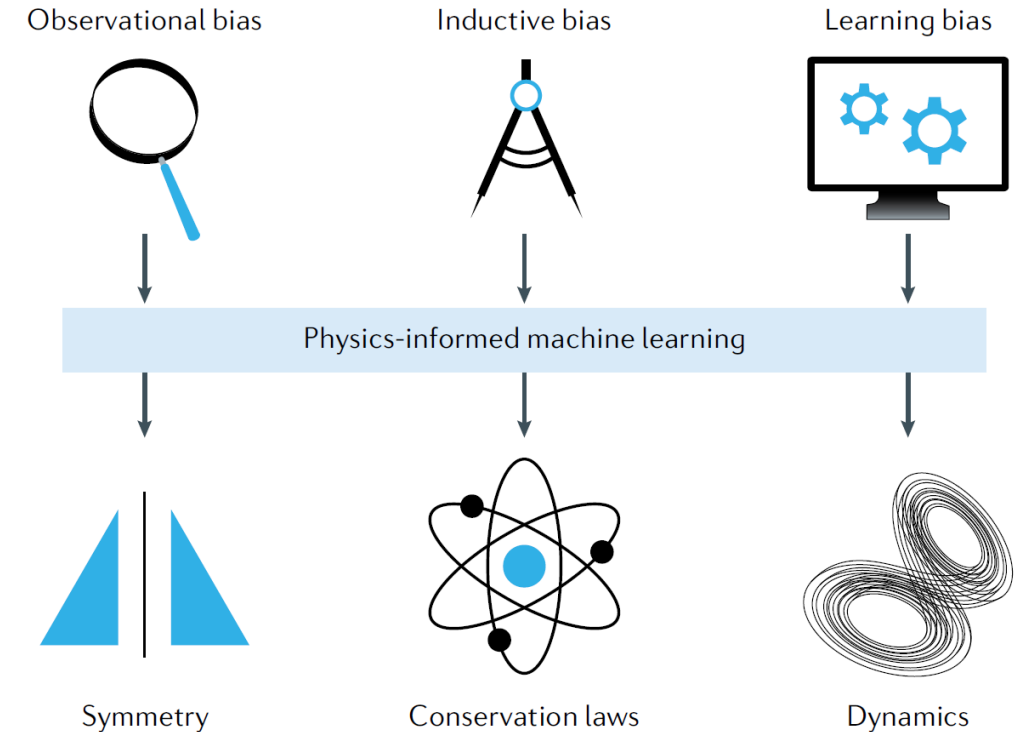 Observational bias
Inductive bias
Learning bias
Physics-informed machine learning
Symmetry
Conservation laws
Dynamics